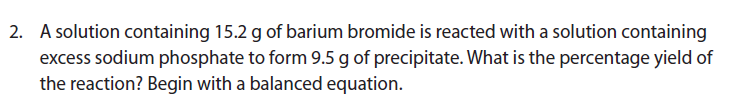 2. A solution containing 15.2 g of barium bromide is reacted with a solution containing
excess sodium phosphate to form 9.5 g of precipitate. What is the percentage yield of
the reaction? Begin with a balanced equation.